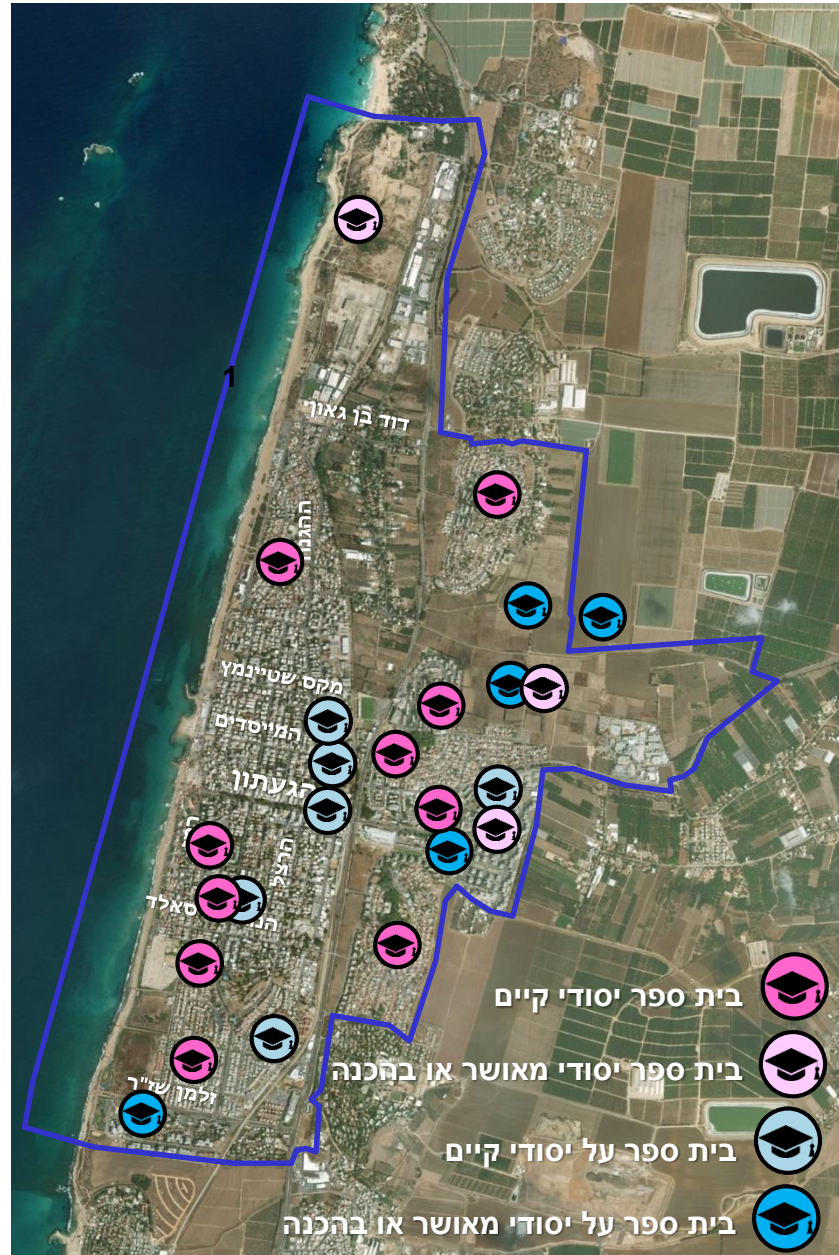 1
דוד בן גאורי
ההגנה
מקס שטיינמץ
המייסדים
הגעתון
הרצל
סאלד
זלמן שז"ר
בית ספר יסודי קיים
בית ספר יסודי מאושר או בהכנה
בית ספר על יסודי קיים
בית ספר על יסודי מאושר או בהכנה